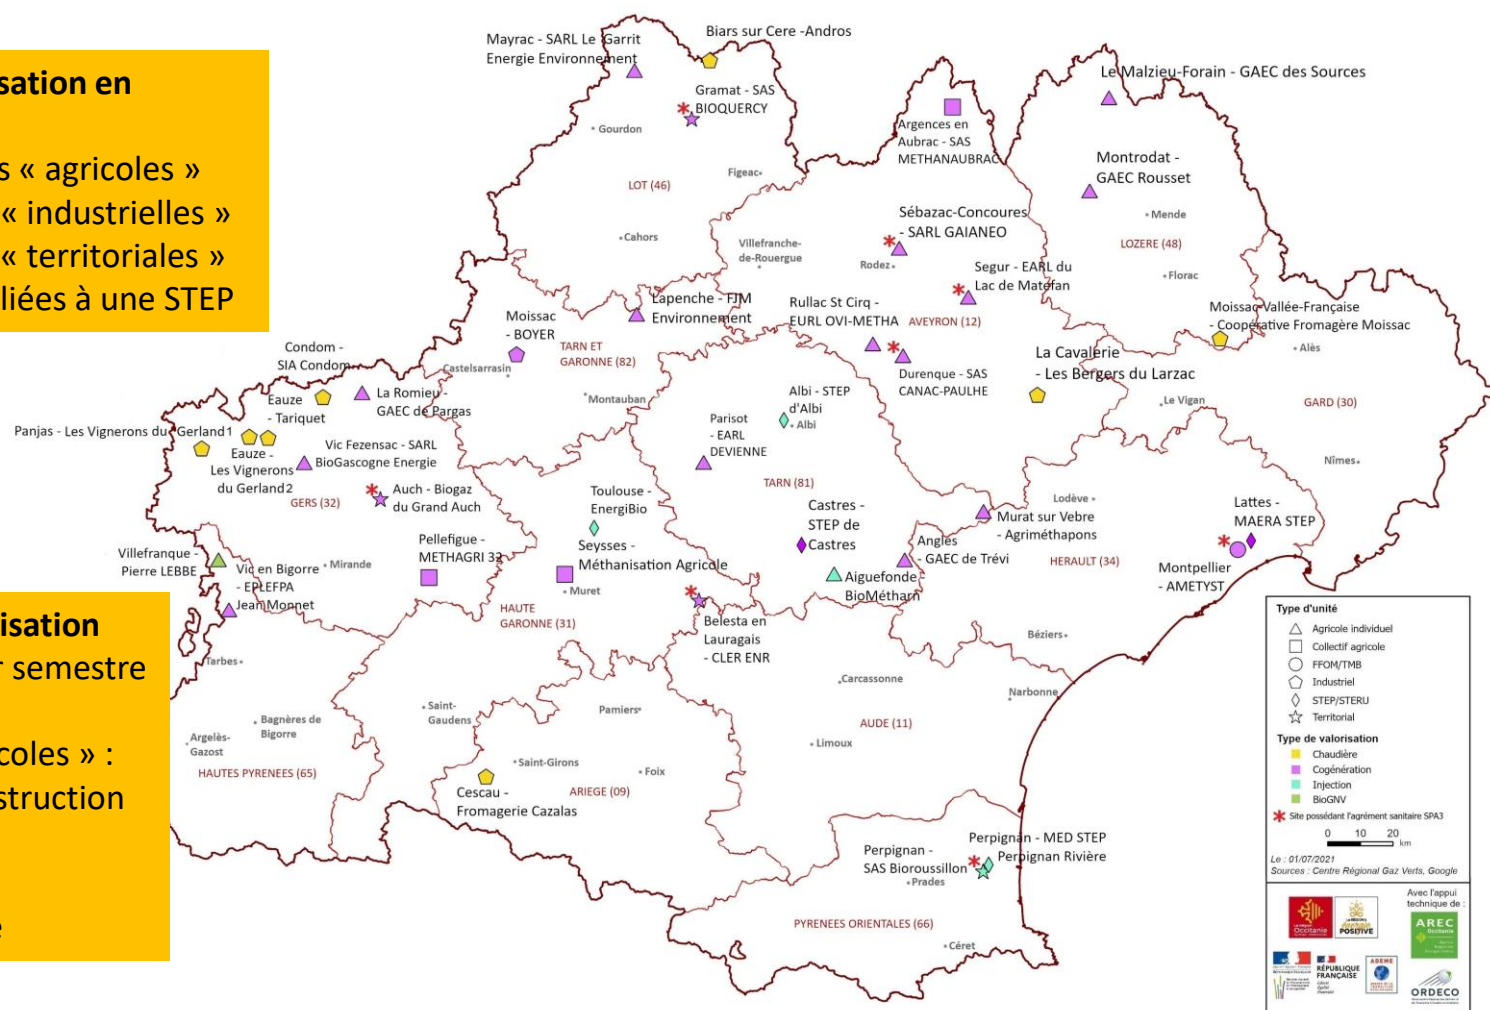 sation en
s « agricoles »
« industrielles »
« territoriales »
liées à une STEP
isation
r semestre
coles » :
struction
e
Mayrac - SARL Le Garrit
Energie Environnement
Biars sur Cere -Andros
Gramat - SAS
BIOQUERCY
Gourdon
Figeac
LOT (46)
Cahors
Argences en
Aubrac - SAS
METHANAUBRAC
Le Malzieu-Forain - GAEC des Sources
Montrodat -
GAEC Rousset
Mende
LOZERE (48)
Florac
Sébazac-Concoures
- SARL GAIANEO
Villefranche-
de-Rouergue
Rodez
Segur - EARL du
Lac de Matefan
Rullac St Cirq -
EURL OVI-METHA
AVEYRON (12)
Durenque - SAS
CANAC-PAULHE
Moissac-Vallée-Française
- Coopérative Fromagère Moissac
Alès
La Cavalerie
- Les Bergers du Larzac
Le Vigan
GARD (30)
Nîmes
Lapenche - FJM
Environnement
Moissac
- BOYER
TARN ET
GARONNE (82)
Castelsarrasin
Montauban
Condom -
SIA Condom
La Romieu -
GAEC de Pargas
Eauze
- Tariquet
Panjas - Les Vignerons du Gerland1
Eauze -
Les Vignerons
du Gerland2
Vic Fezensac - SARL
BioGascogne Energie
GERS (32)
Auch - Biogaz
du Grand Auch
Albi - STEP
d'Albi
Albi
Parisot
- EARL
DEVIENNE
TARN (81)
Castres -
STEP de
Castres
Toulouse -
EnergiBio
Seysses -
Méthanisation Agricole
Muret
Pellefigue -
METHAGRI 32
Villefranque -
Pierre LEBBE
Vic en Bigorre
- EPLEFPA
Jean Monnet
Mirande
Tarbes
HAUTE
GARONNE (31)
Belesta en
Lauragais
- CLER ENR
Angles
- GAEC de Trévi
Aiguefonde
BioMétharn
Murat sur Vebre
- Agriméthapons
Lodève
HERAULT (34)
Lattes -
MAERA STEP
Montpellier
- AMETYST
Béziers
Carcassonne
Narbonne
AUDE (11)
Limoux
Saint-
Gaudens
Pamiers
Bagnères de
Bigorre
Argelès-
Gazost
HAUTES PYRENEES (65)
Saint-Girons
Foix
ARIEGE (09)
Cescau -
Fromagerie Cazalas
Perpignan - MED STEP
Perpignan Rivière
Perpignan -
SAS Bioroussillon
Prades
PYRENEES ORIENTALES (66)
Céret
Type d'unité
Agricole individuel
Collectif agricole
FFOM/TMB
Industriel
STEP/STERU
Territorial
Type de valorisation
Chaudière
Cogénération
Injection
BioGNV
Site possédant l'agrément sanitaire SPA3
0 10 20
km
Le : 01/07/2021
Sources : Centre Régional Gaz Verts, Google
Avec l'appui
technique de :
Occitanie
énergie
POSITIVE
AREC
Occitanie
RÉPUBLIQUE
FRANÇAISE
ADEME
ORDECO